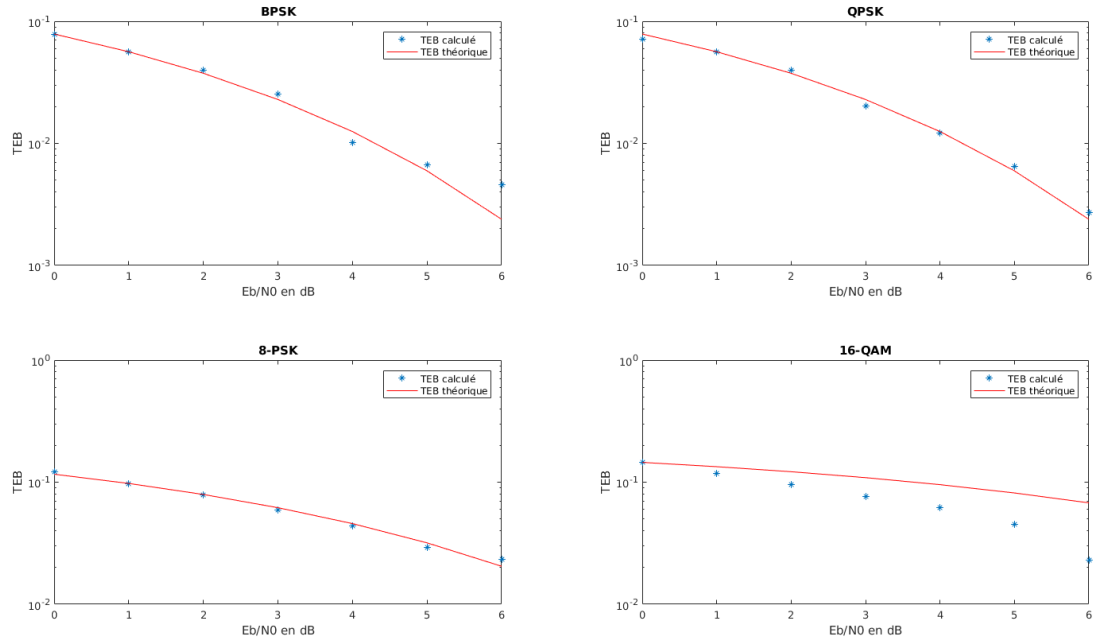 BPSK
10^-1
10^-2
10^-3
TEB
TEB calculé
TEB théorique
0 1 2 3 4 5 6
Eb/N0 en dB
QPSK
10^-1
10^-2
10^-3
TEB
TEB calculé
TEB théorique
0 1 2 3 4 5 6
Eb/N0 en dB
8-PSK
10^0
10^-1
10^-2
TEB
TEB calculé
TEB théorique
0 1 2 3 4 5 6
Eb/N0 en dB
16-QAM
10^0
10^-1
10^-2
TEB
TEB calculé
TEB théorique
0 1 2 3 4 5 6
Eb/N0 en dB